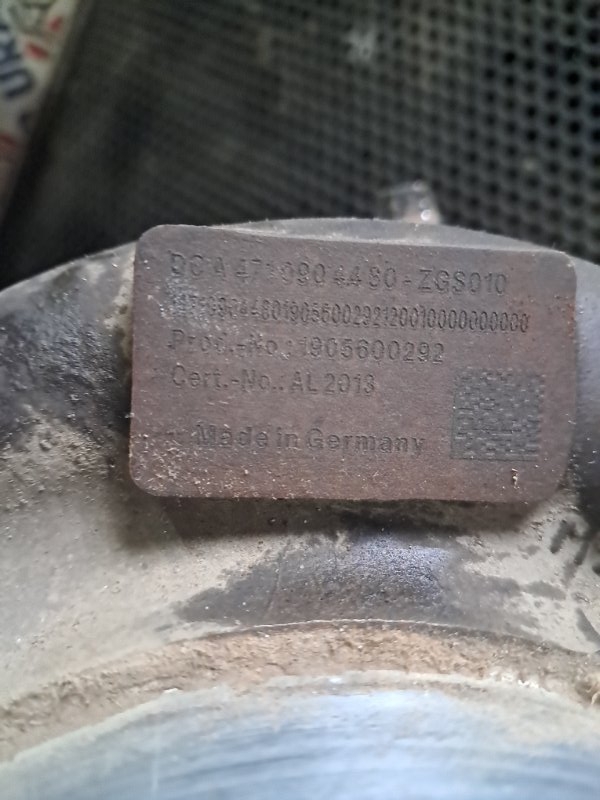 DC A 471 090 44 80 - ZGS010
Prod.-No.: 1905600292
Cert.-No.: AL 2013
Made in Germany